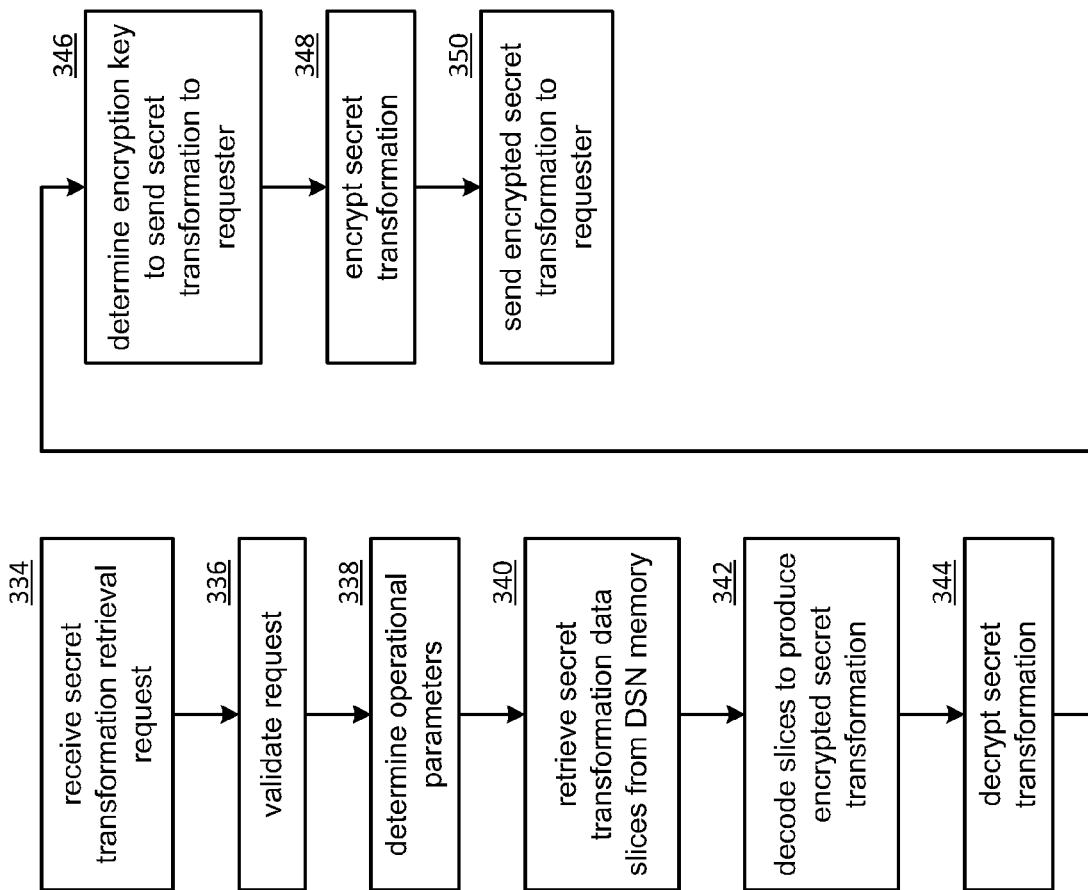 334
receive secret
transformation retrieval
request
336
validate request
338
determine operational
parameters
340
retrieve secret
transformation data
slices from DSN memory
342
decode slices to produce
encrypted secret
transformation
344
decrypt secret
transformation
346
determine encryption key
to send secret
transformation to
requester
348
encrypt secret
transformation
350
send encrypted secret
transformation to
requester